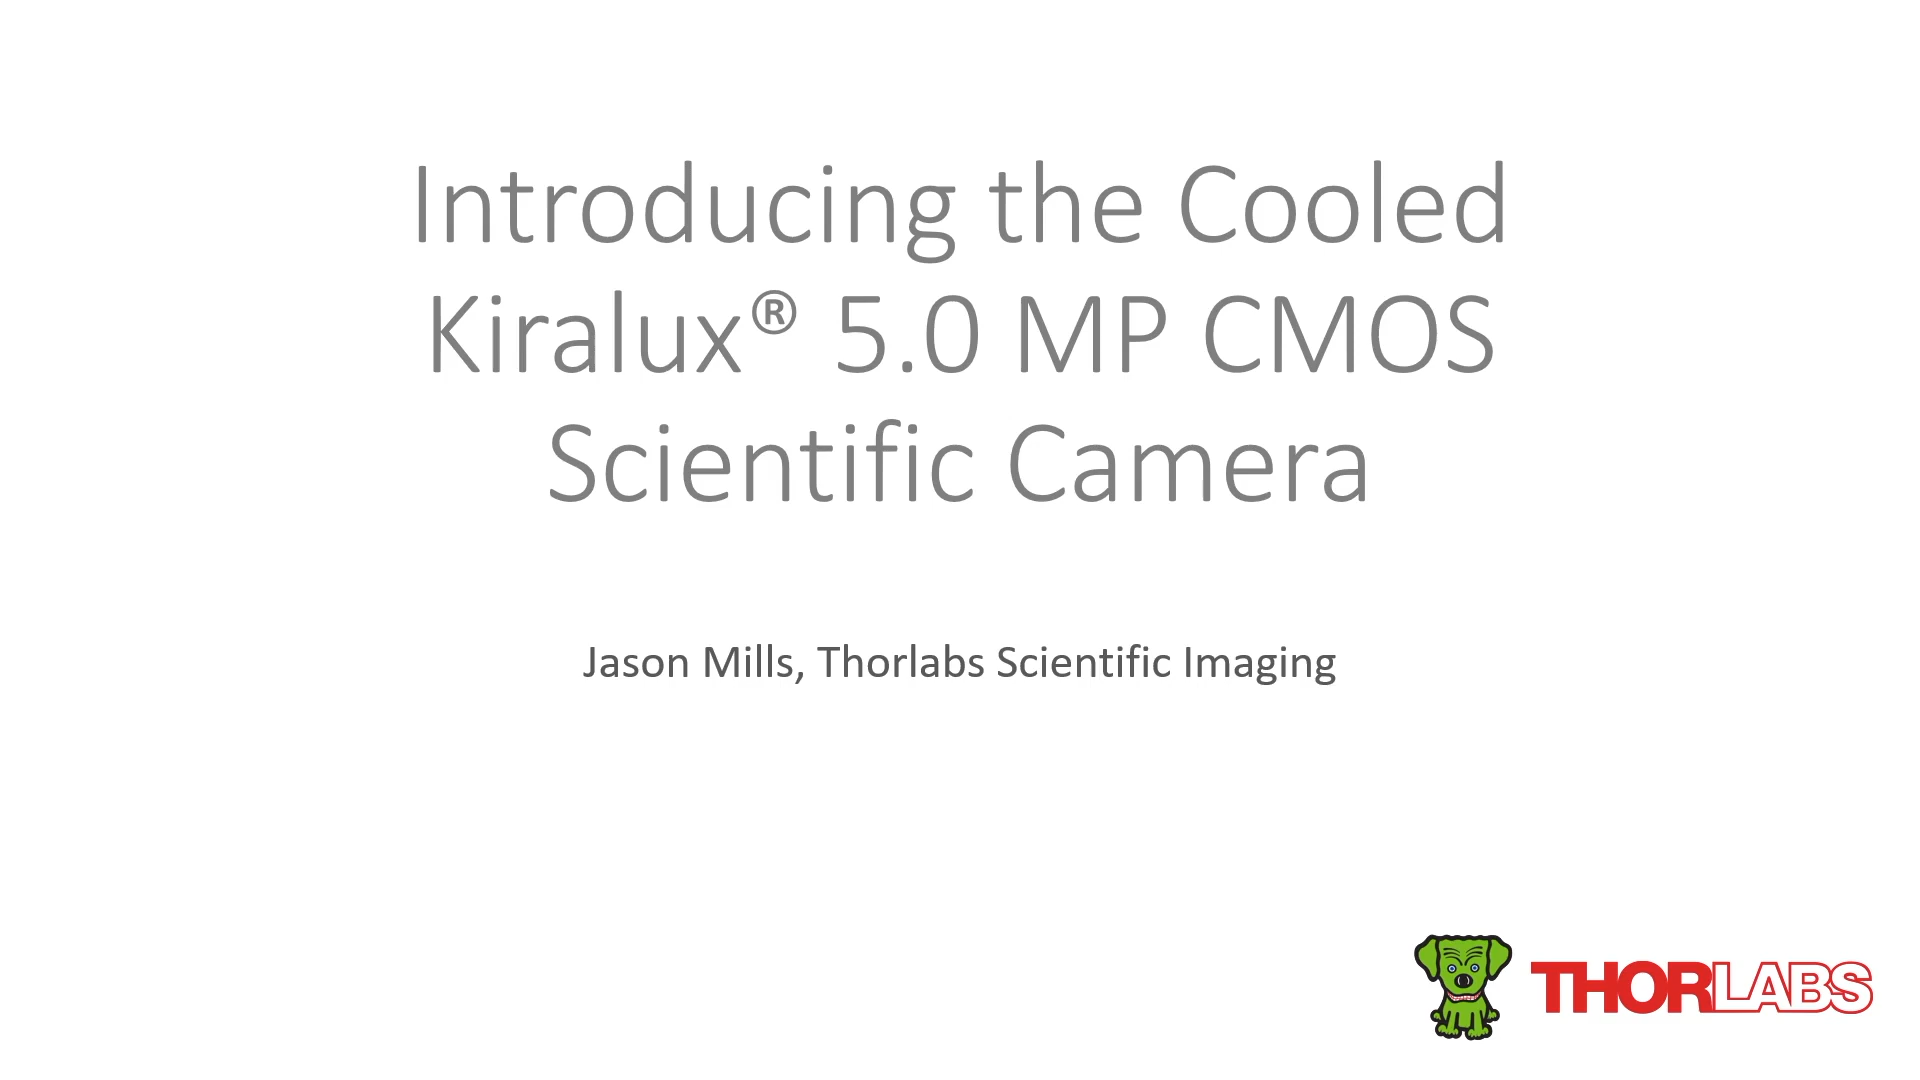 Introducing the Cooled
Kiralux® 5.0 MP CMOS
Scientific Camera
Jason Mills, Thorlabs Scientific Imaging
THORLABS